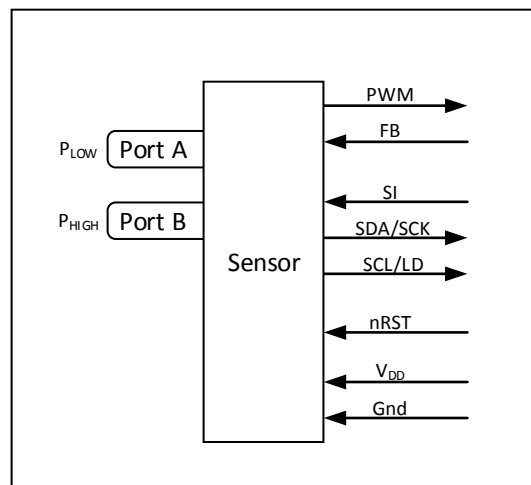 PWM
FB
P_LOW Port A
SI
P_HIGH Port B
SDA/SCK
Sensor
SCL/LD
nRST
V_DD
Gnd